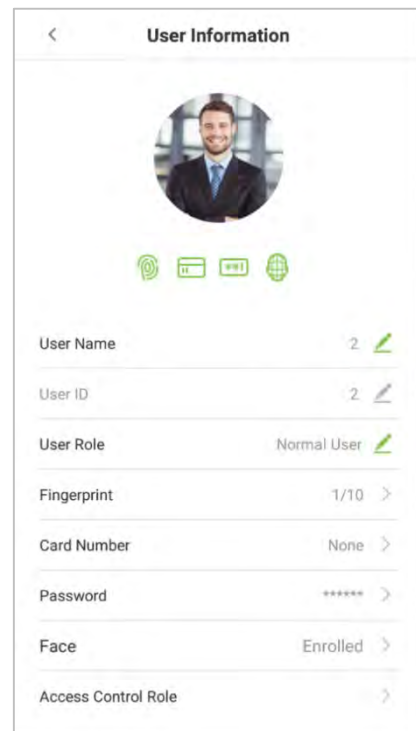 User Information
User Name 2
User ID 2
User Role Normal User
Fingerprint 1/10
Card Number None
Password ******
Face Enrolled
Access Control Role